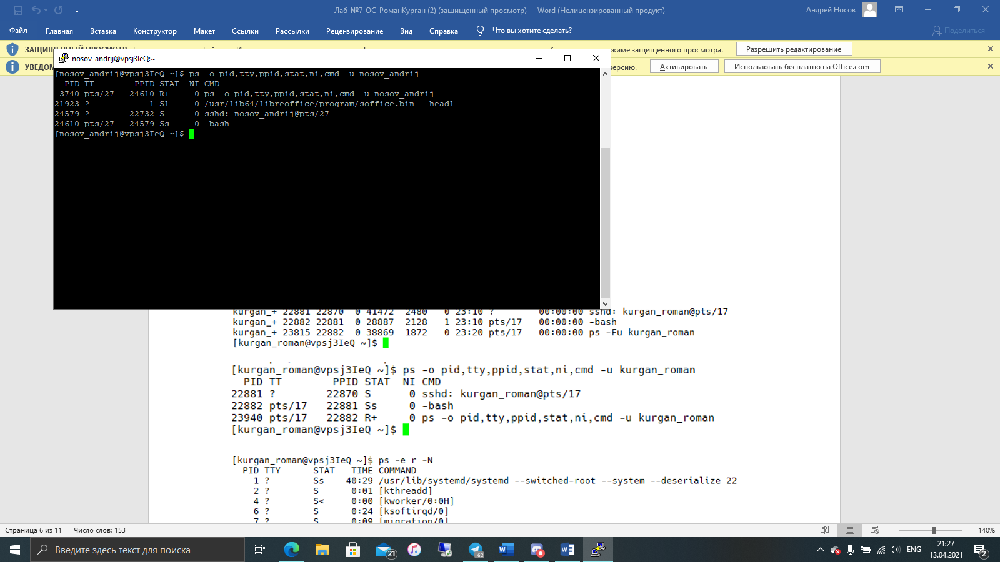 Лаб_№7_ОС_РоманКурган (2) (защищенный просмотр) - Word (Нелицензированный продукт)
Андрей Носов
Файл Главная Вставка Конструктор Макет Ссылки Рассылки Рецензирование Вид Справка Что вы хотите сделать? Поделиться
ЗАЩИЩЕННЫЙ ПРОСМОТР
жиме защищенного просмотра. Разрешить редактирование
УВЕДОМ
ерсию. Активировать Использовать бесплатно на Office.com
nosov_andrij@vpsj3IeQ:~
[nosov_andrij@vpsj3IeQ ~]$ ps -o pid,tty,ppid,stat,ni,cmd -u nosov_andrij
PID TT PPID STAT NI CMD
3740 pts/27 24610 R+ 0 ps -o pid,tty,ppid,stat,ni,cmd -u nosov_andrij
21923 ? 1 Sl 0 /usr/lib64/libreoffice/program/soffice.bin --headl
24579 ? 22732 S 0 sshd: nosov_andrij@pts/27
24610 pts/27 24579 Ss 0 -bash
[nosov_andrij@vpsj3IeQ ~]$
kurgan_+ 22881 22870 0 41472 2480 0 23:10 ? 00:00:00 sshd: kurgan_roman@pts/17
kurgan_+ 22882 22881 0 28887 2128 1 23:10 pts/17 00:00:00 -bash
kurgan_+ 23815 22882 0 38869 1872 0 23:20 pts/17 00:00:00 ps -Fu kurgan_roman
[kurgan_roman@vpsj3IeQ ~]$
[kurgan_roman@vpsj3IeQ ~]$ ps -o pid,tty,ppid,stat,ni,cmd -u kurgan_roman
PID TT PPID STAT NI CMD
22881 ? 22870 S 0 sshd: kurgan_roman@pts/17
22882 pts/17 22881 Ss 0 -bash
23940 pts/17 22882 R+ 0 ps -o pid,tty,ppid,stat,ni,cmd -u kurgan_roman
[kurgan_roman@vpsj3IeQ ~]$
[kurgan_roman@vpsj3IeQ ~]$ ps -e r -N
PID TTY STAT TIME COMMAND
1 ? Ss 40:29 /usr/lib/systemd/systemd --switched-root --system --deserialize 22
2 ? S 0:01 [kthreadd]
4 ? S< 0:00 [kworker/0:0H]
6 ? S 0:24 [ksoftirqd/0]
7 ? S 0:09 [migration/0]
Страница 6 из 11 Число слов: 153 140%
Введите здесь текст для поиска
21
62
ENG
21:27
13.04.2021
2